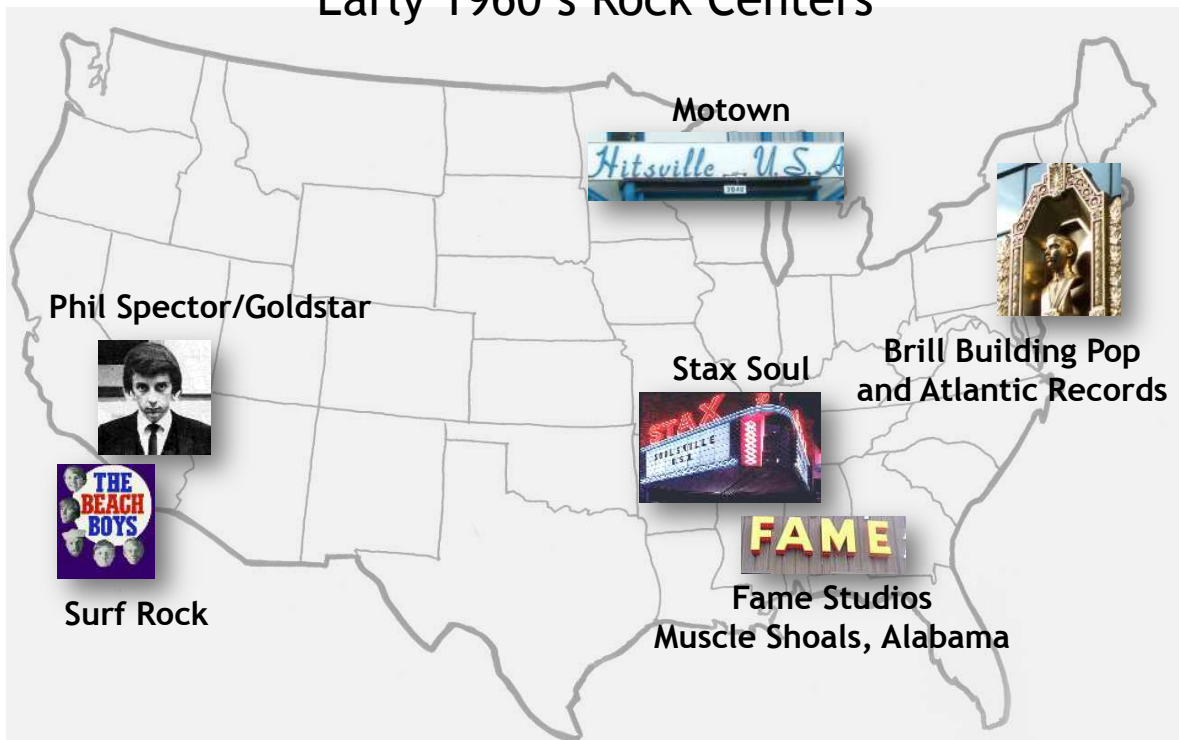 Early 1960's Rock Centers
Motown
Hitsville U.S.A
2648
Phil Spector/Goldstar
Stax Soul
Brill Building Pop
and Atlantic Records
STAX
SOULSVILLE
U.S.A.
THE
BEACH
BOYS
FAME
Surf Rock
Fame Studios
Muscle Shoals, Alabama